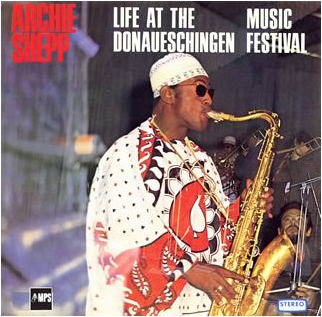 ARCHIE
SHEPP
LIFE AT THE
DONAUESCHINGEN
MUSIC
FESTIVAL
MPS
STEREO